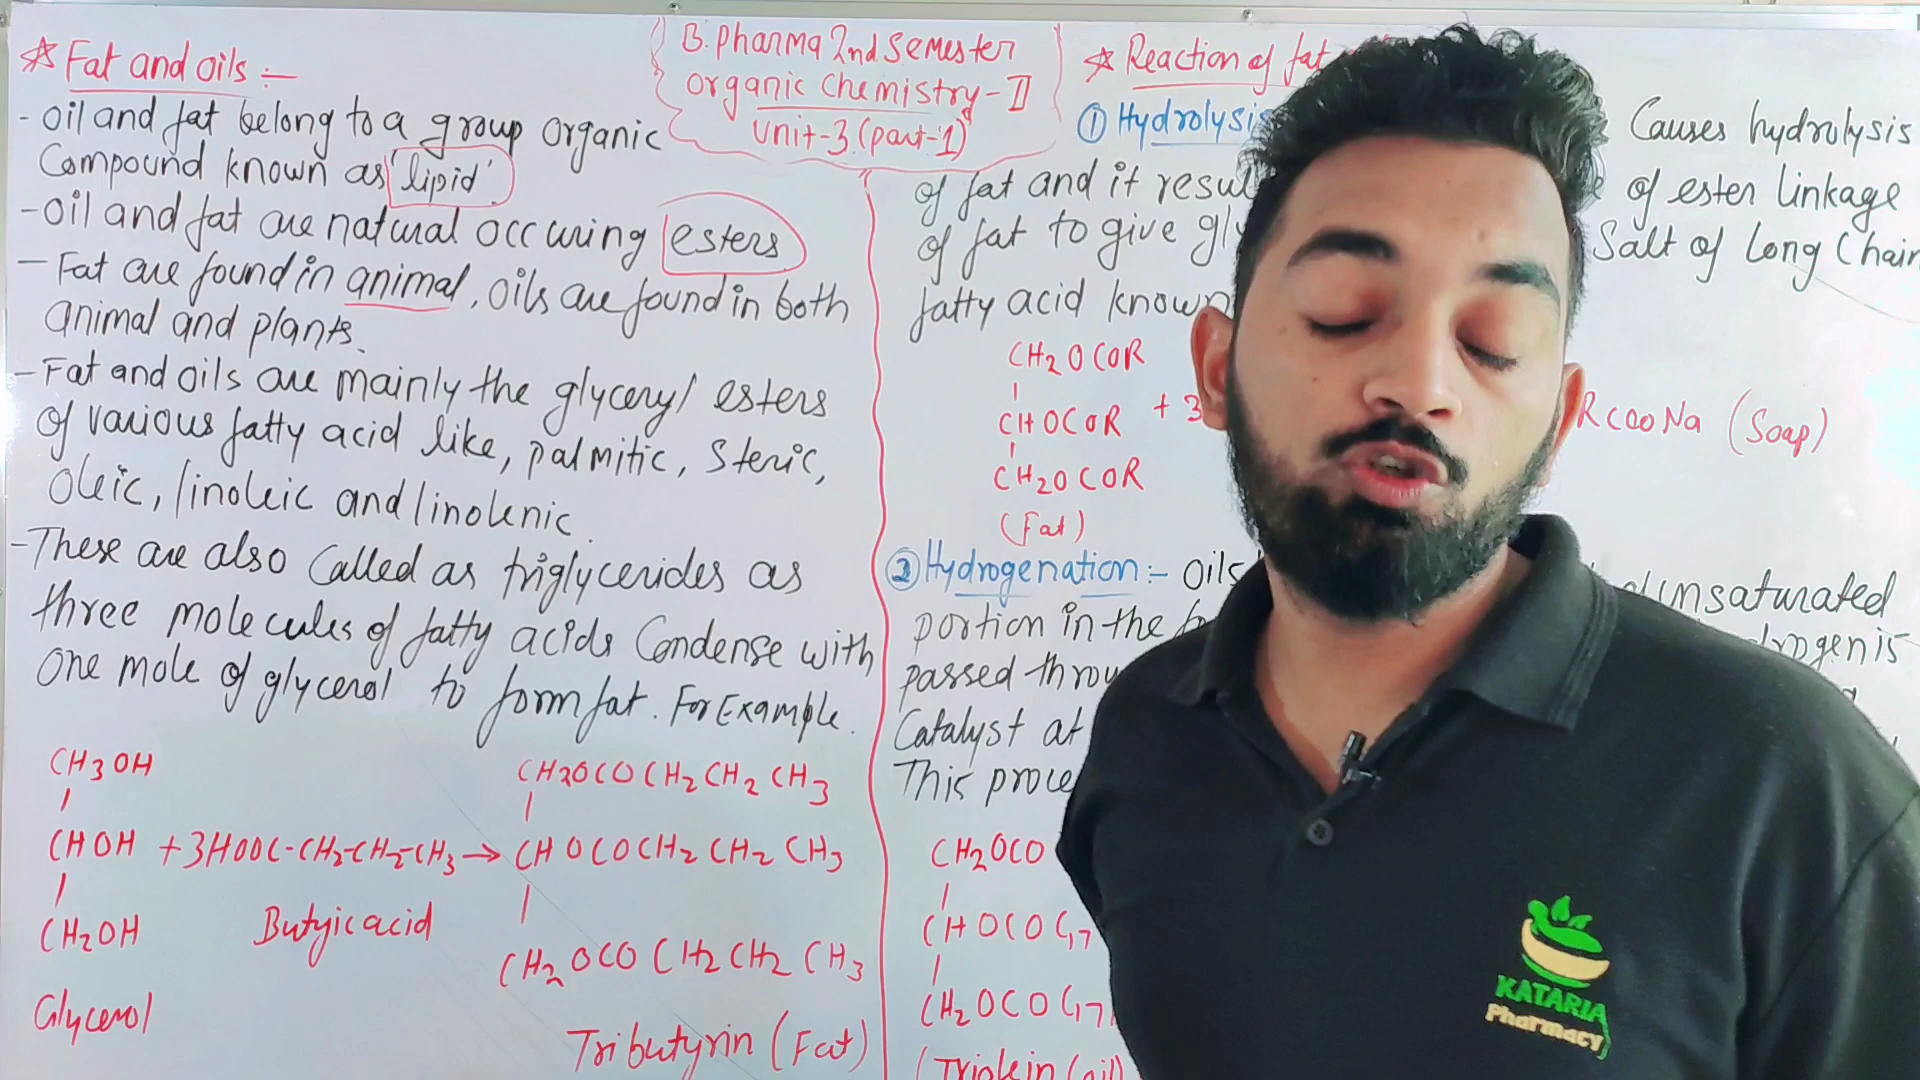 B. Pharma 2nd Semester
Organic Chemistry-II
Unit-3 (part-1)
☆ Fat and oils :-
- Oil and fat belong to a group organic
Compound known as 'lipid'.
- Oil and fat are natural occuring esters
- Fat are found in animal, oils are found in both
animal and plants.
- Fat and oils are mainly the glyceryl esters
of various fatty acid like, palmitic, Steric,
Oleic, linoleic and linolenic.
- These are also Called as triglycerides as
three molecules of fatty acids Condense with
One mole of glycerol to form fat. For Example.
CH3OH
CHOH + 3HOOC-CH2-CH2-CH3 →
CH2OH
Butyic acid
Glycerol
CH2OCOCH2CH2CH3
CHOCOCH2CH2CH3
CH2OCOCH2CH2CH3
Tributyrin (Fat)
☆ Reaction of fat
① Hydrolysis Causes hydrolysis
of fat and it of ester linkage
of fat to give Salt of Long Chain
fatty acid known
CH2OCOR
CHOCOR + 3 RCOONa (Soap)
CH2OCOR
(Fat)
② Hydrogenation :- Oils unsaturated
portion in the
passed
Catalyst at
This
CH2OCO
CHOCOC17
CH2OCOC17
(Triolein (oil)
KATARIA
Pharmacy